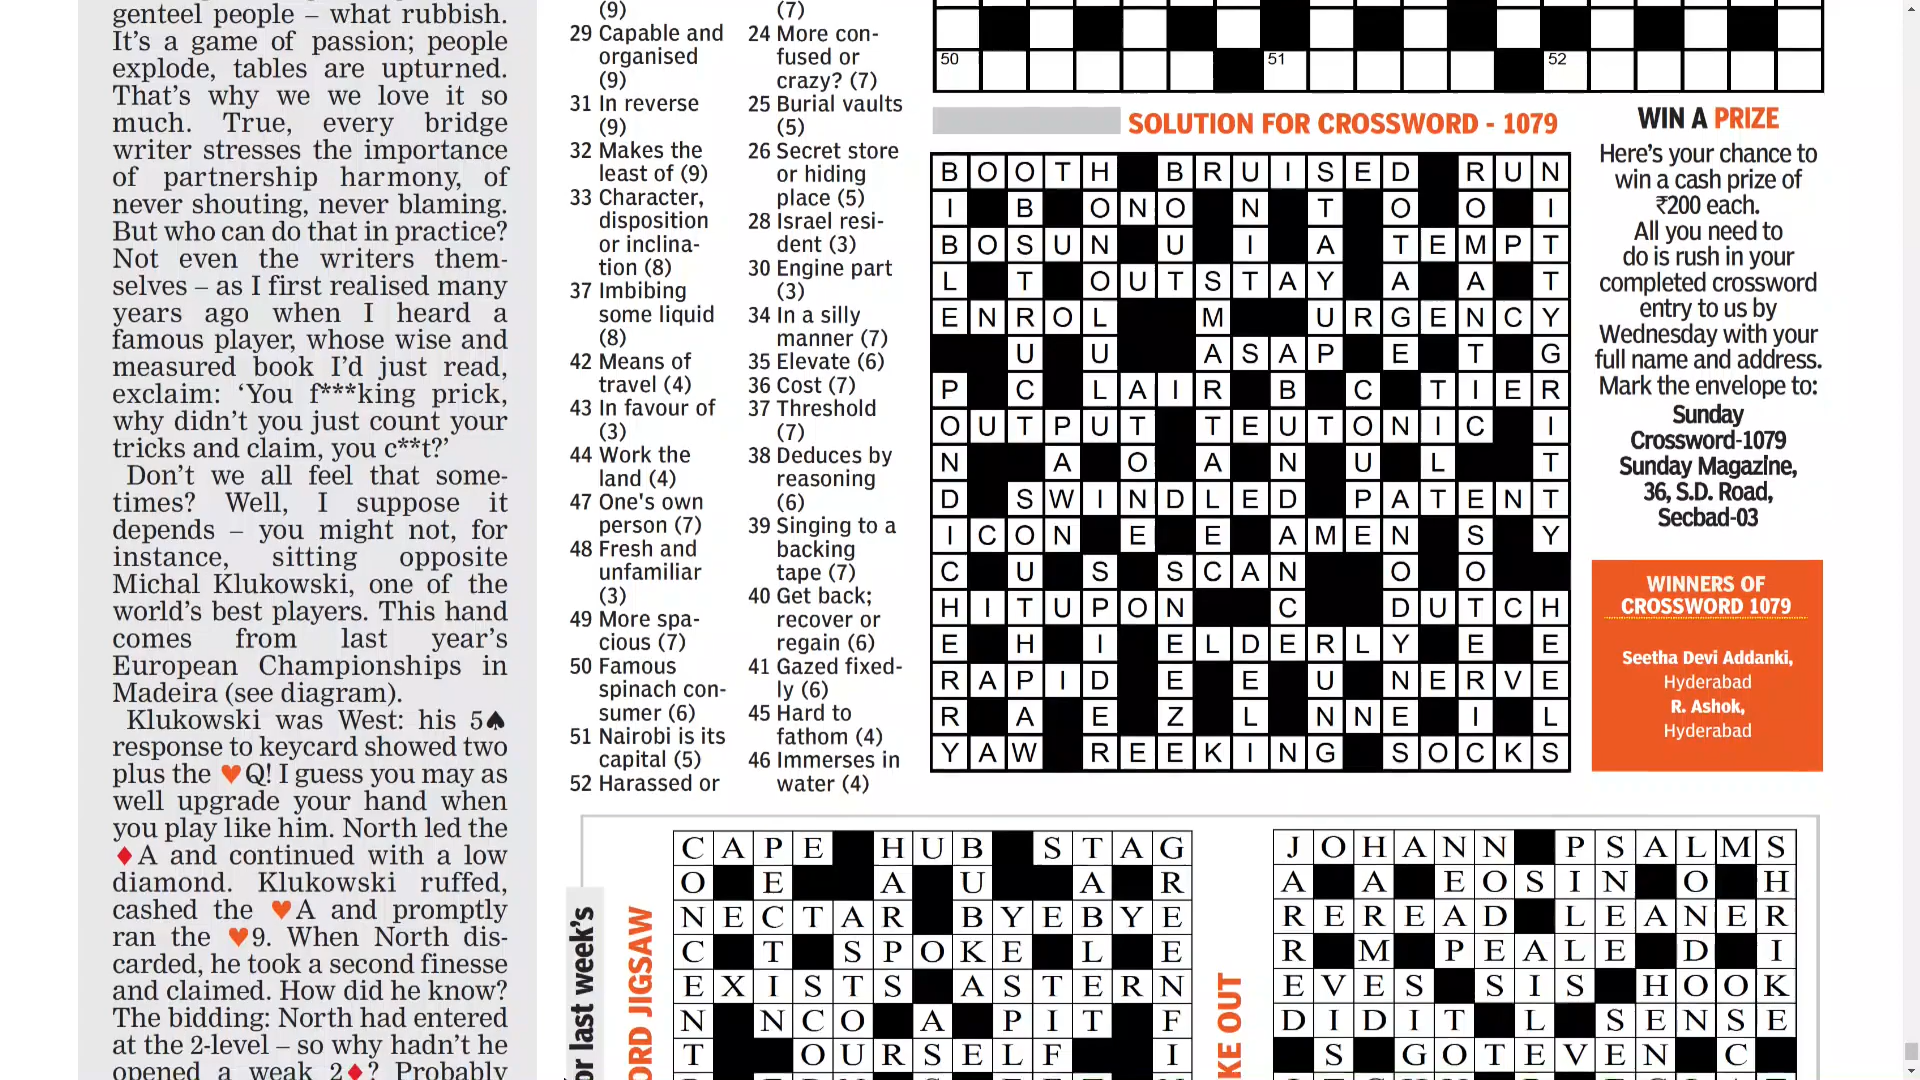 genteel people – what rubbish.
It's a game of passion; people
explode, tables are upturned.
That's why we we love it so
much. True, every bridge
writer stresses the importance
of partnership harmony, of
never shouting, never blaming.
But who can do that in practice?
Not even the writers them-
selves – as I first realised many
years ago when I heard a
famous player, whose wise and
measured book I'd just read,
exclaim: 'You f***king prick,
why didn't you just count your
tricks and claim, you c**t?'
Don't we all feel that some-
times? Well, I suppose it
depends – you might not, for
instance, sitting opposite
Michal Klukowski, one of the
world's best players. This hand
comes from last year's
European Championships in
Madeira (see diagram).
Klukowski was West: his 5♠
response to keycard showed two
plus the ♥Q! I guess you may as
well upgrade your hand when
you play like him. North led the
♦A and continued with a low
diamond. Klukowski ruffed,
cashed the ♥A and promptly
ran the ♥9. When North dis-
carded, he took a second finesse
and claimed. How did he know?
The bidding: North had entered
at the 2-level – so why hadn't he
opened a weak 2♦? Probably
(9)
29 Capable and
organised
(9)
31 In reverse
(9)
32 Makes the
least of (9)
33 Character,
disposition
or inclina-
tion (8)
37 Imbibing
some liquid
(8)
42 Means of
travel (4)
43 In favour of
(3)
44 Work the
land (4)
47 One's own
person (7)
48 Fresh and
unfamiliar
(3)
49 More spa-
cious (7)
50 Famous
spinach con-
sumer (6)
51 Nairobi is its
capital (5)
52 Harassed or
(7)
24 More con-
fused or
crazy? (7)
25 Burial vaults
(5)
26 Secret store
or hiding
place (5)
28 Israel resi-
dent (3)
30 Engine part
(3)
34 In a silly
manner (7)
35 Elevate (6)
36 Cost (7)
37 Threshold
(7)
38 Deduces by
reasoning
(6)
39 Singing to a
backing
tape (7)
40 Get back;
recover or
regain (6)
41 Gazed fixed-
ly (6)
45 Hard to
fathom (4)
46 Immerses in
water (4)
50 51 52
SOLUTION FOR CROSSWORD - 1079
BOOTH BRUISED RUN
I B ONO N T O O I
BOSUN U I A TEMPT
L T OUTSTAY A A T
ENROL M URGENCY
U U ASAP E T G
P C LAIR B C TIER
OUTPUT TEUTONIC I
N A O A N U L T
D SWINDLED PATENT
ICON E E AMEN S Y
C U S SCAN O O
HITUPON C DUTCH
E H I ELDERLY E E
RAPID E E U NERVE
R A E Z L NNE I L
YAW REEKING SOCKS
WIN A PRIZE
Here's your chance to
win a cash prize of
₹200 each.
All you need to
do is rush in your
completed crossword
entry to us by
Wednesday with your
full name and address.
Mark the envelope to:
Sunday
Crossword-1079
Sunday Magazine,
36, S.D. Road,
Secbad-03
WINNERS OF
CROSSWORD 1079
Seetha Devi Addanki,
Hyderabad
R. Ashok,
Hyderabad
or last week's
ORD JIGSAW
CAPE HUB STAG
O E A U A R
NECTAR BYEBYE
C T SPOKE L E
EXISTS ASTERN
N NCO A PIT F
T OURSELF I
KE OUT
JOHANN PSALMS
A A EOSIN O H
REREAD LEANER
R M PEALE D I
EVES SIS HOOK
DIDIT L SENSE
S GOTEVEN C